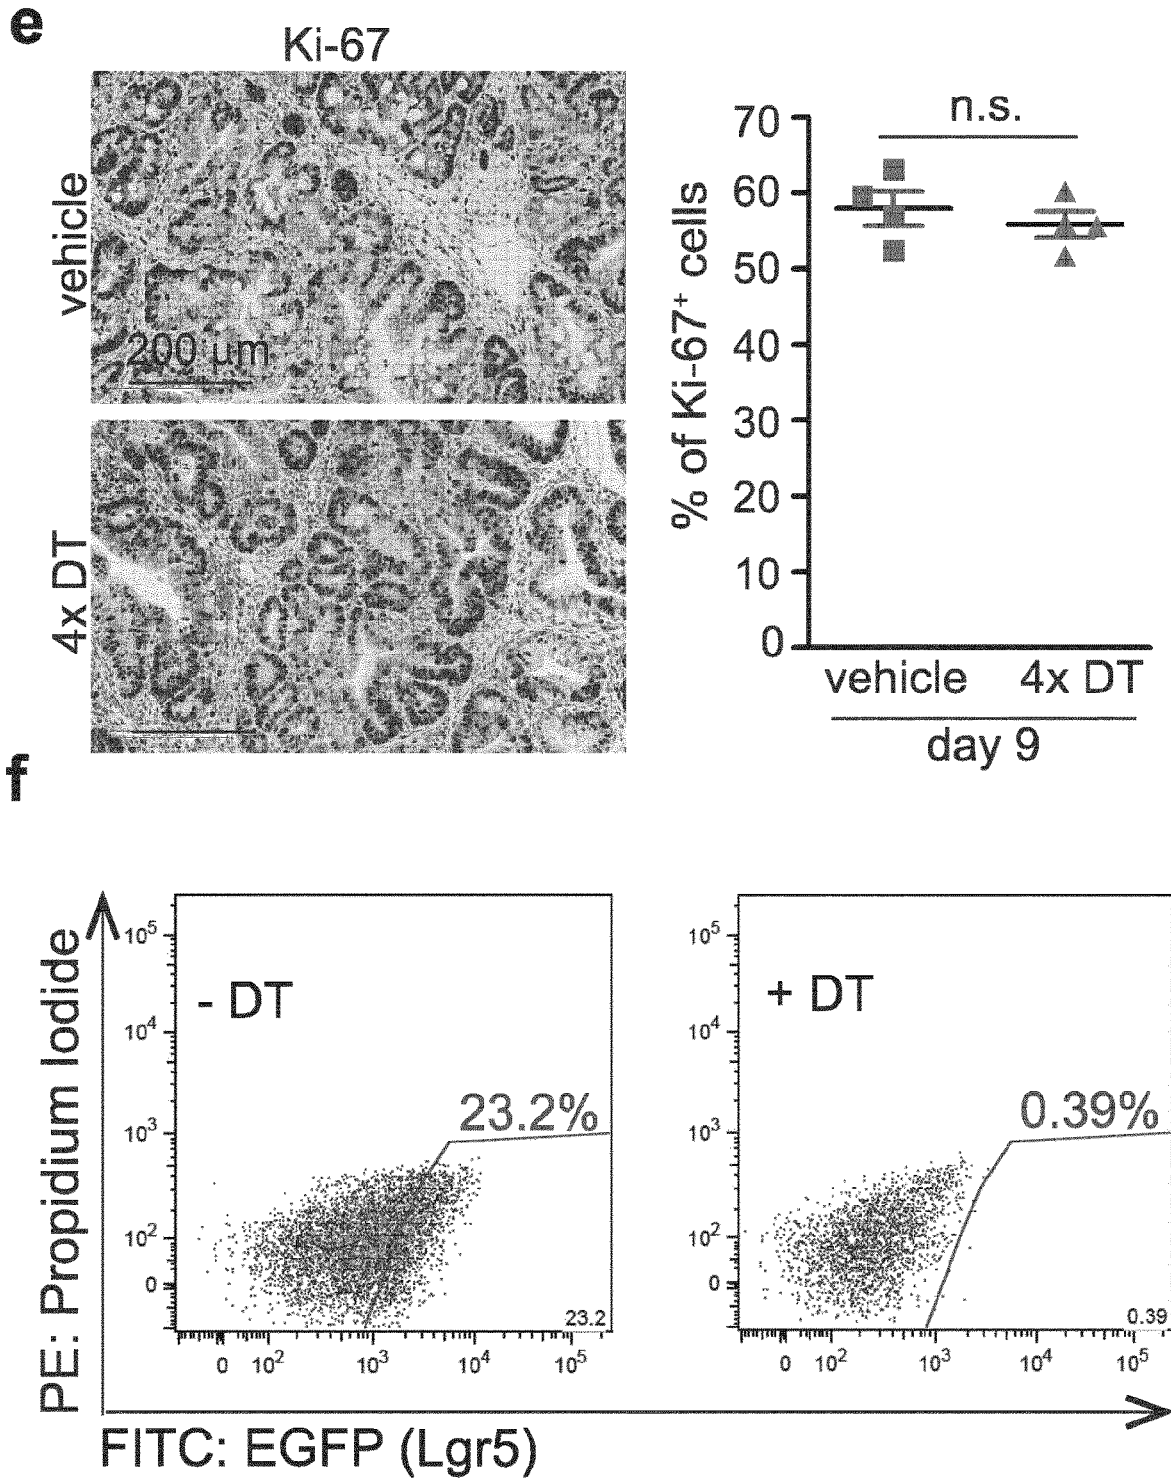 e
Ki-67
vehicle
200 µm
4x DT
% of Ki-67⁺ cells
70
60
50
40
30
20
10
0
n.s.
vehicle 4x DT
day 9
f
PE: Propidium Iodide
10⁵
10⁴
10³
10²
0
- DT
23.2%
23.2
0 10² 10³ 10⁴ 10⁵
10⁵
10⁴
10³
10²
0
+ DT
0.39%
0.39
0 10² 10³ 10⁴ 10⁵
FITC: EGFP (Lgr5)